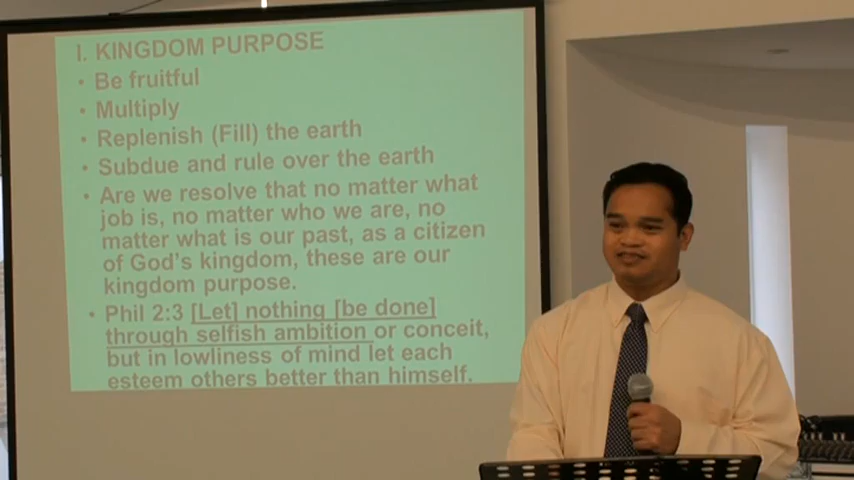 I. KINGDOM PURPOSE
• Be fruitful
• Multiply
• Replenish (Fill) the earth
• Subdue and rule over the earth
• Are we resolve that no matter what
job is, no matter who we are, no
matter what is our past, as a citizen
of God's kingdom, these are our
kingdom purpose.
• Phil 2:3 [Let] nothing [be done]
through selfish ambition or conceit,
but in lowliness of mind let each
esteem others better than himself.